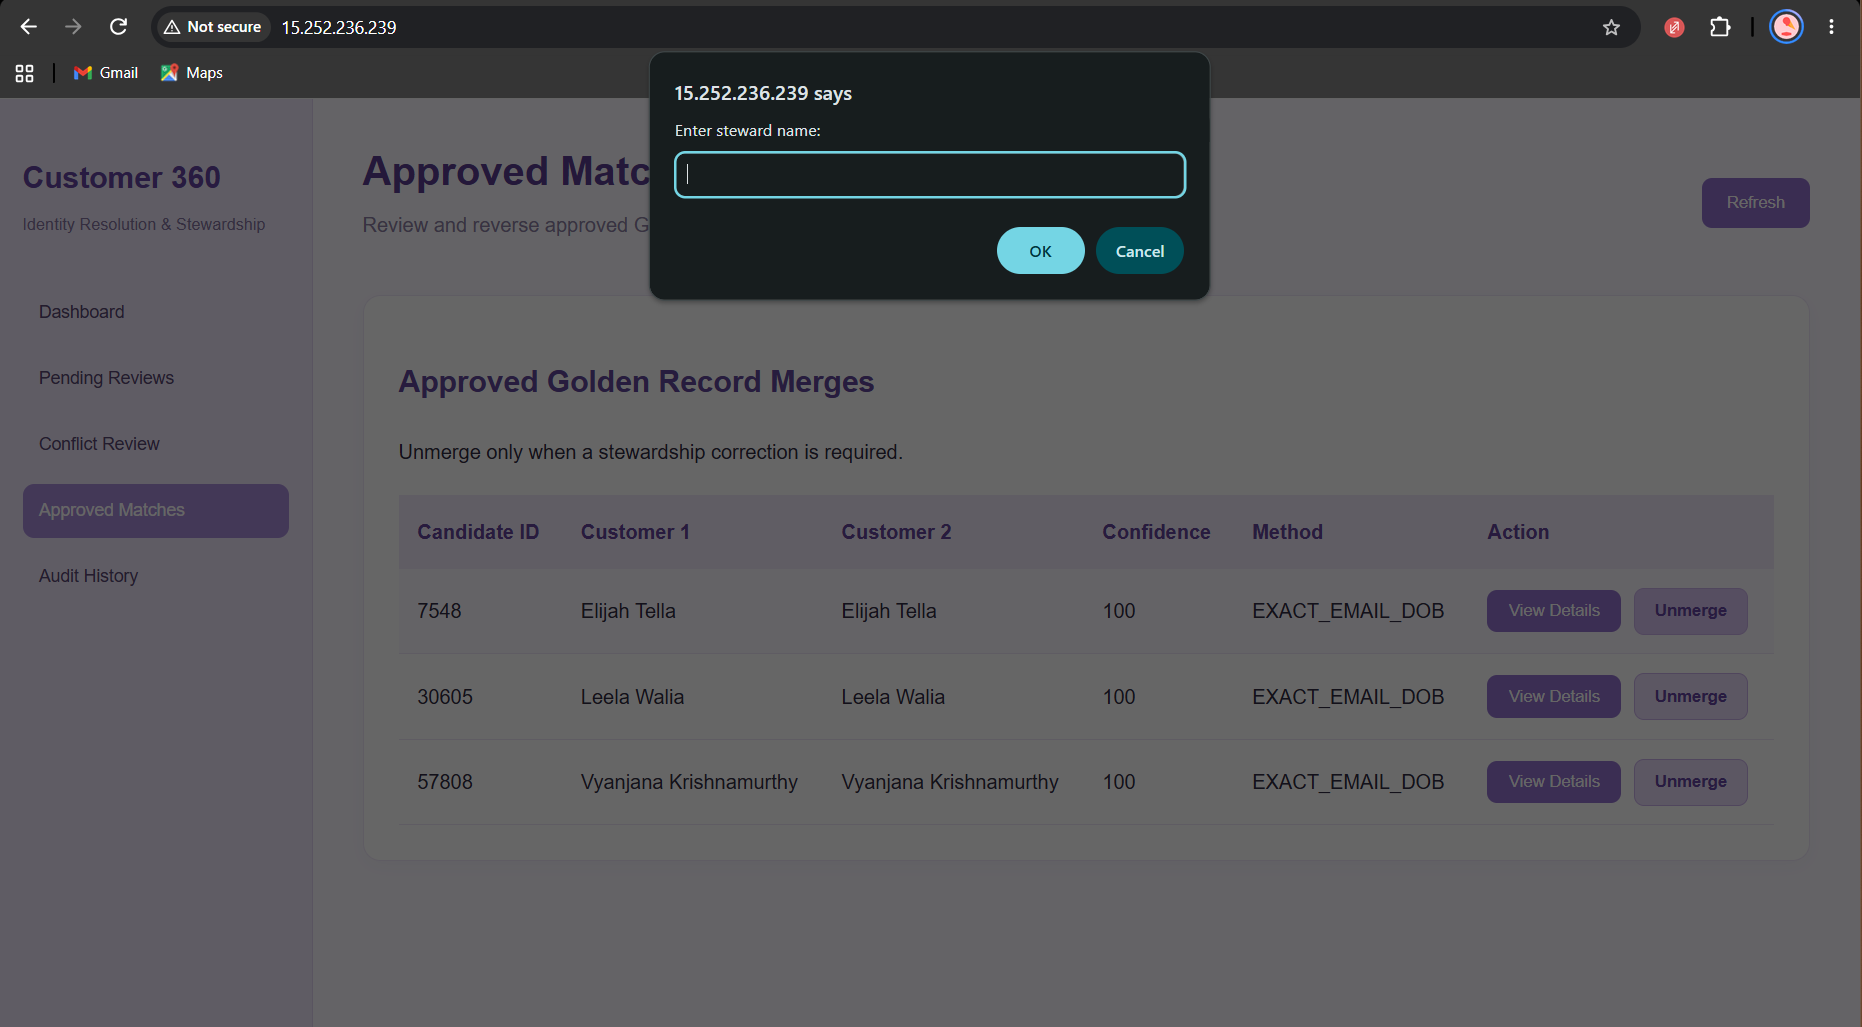 Not secure
15.252.236.239
Gmail
Maps
15.252.236.239 says
Enter steward name:
OK
Cancel
Customer 360
Identity Resolution & Stewardship
Dashboard
Pending Reviews
Conflict Review
Approved Matches
Audit History
Approved Matc
Review and reverse approved G
Refresh
Approved Golden Record Merges
Unmerge only when a stewardship correction is required.
Candidate ID Customer 1 Customer 2 Confidence Method Action
7548 Elijah Tella Elijah Tella 100 EXACT_EMAIL_DOB View Details Unmerge
30605 Leela Walia Leela Walia 100 EXACT_EMAIL_DOB View Details Unmerge
57808 Vyanjana Krishnamurthy Vyanjana Krishnamurthy 100 EXACT_EMAIL_DOB View Details Unmerge